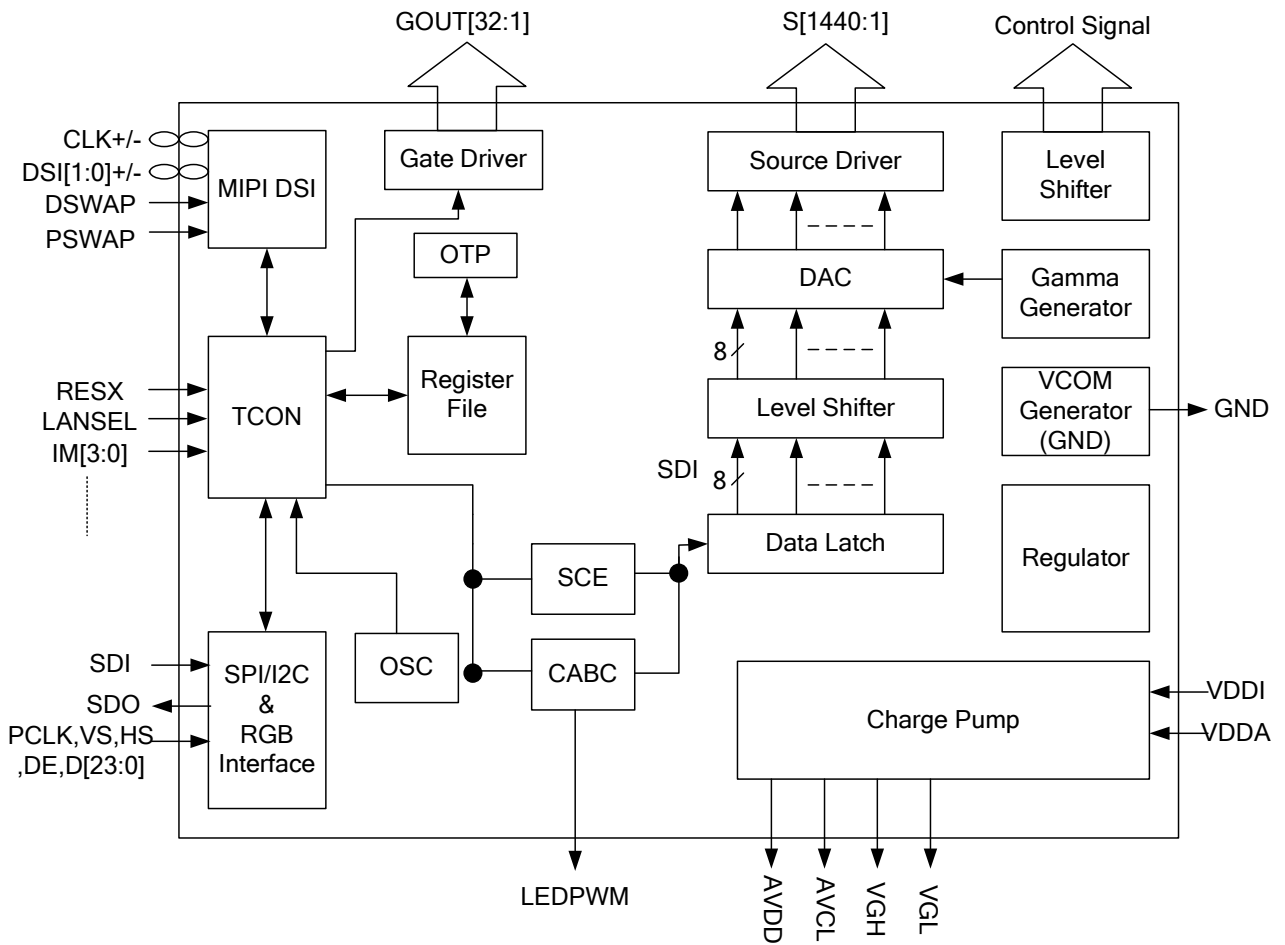 GOUT[32:1]
S[1440:1]
Control Signal
CLK+/-
DSI[1:0]+/-
DSWAP
PSWAP
MIPI DSI
Gate Driver
Source Driver
Level
Shifter
OTP
DAC
Gamma
Generator
8
RESX
LANSEL
IM[3:0]
TCON
Register
File
Level Shifter
VCOM
Generator
(GND)
GND
SDI
8
Data Latch
Regulator
SCE
OSC
CABC
SDI
SDO
PCLK,VS,HS
,DE,D[23:0]
SPI/I2C
&
RGB
Interface
Charge Pump
VDDI
VDDA
LEDPWM
AVDD
AVCL
VGH
VGL